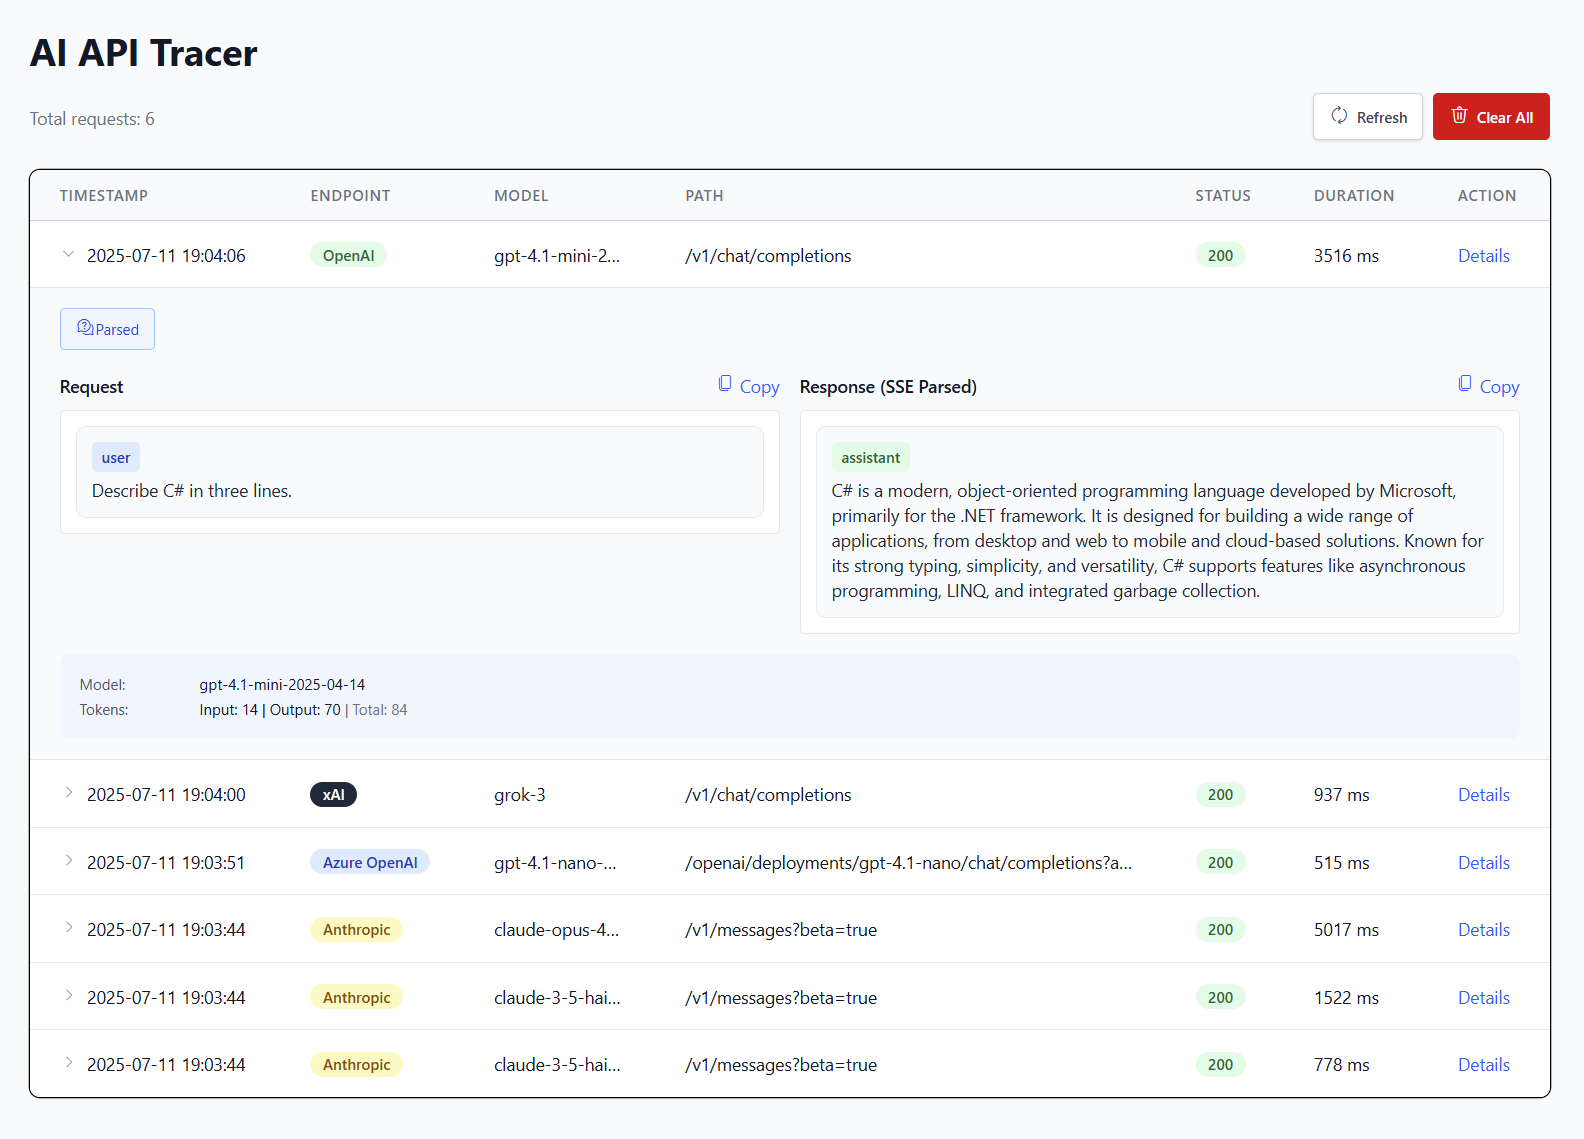 AI API Tracer
Total requests: 6
Refresh
Clear All
TIMESTAMP ENDPOINT MODEL PATH STATUS DURATION ACTION
2025-07-11 19:04:06 OpenAI gpt-4.1-mini-2... /v1/chat/completions 200 3516 ms Details
Parsed
Request Copy
user
Describe C# in three lines.
Response (SSE Parsed) Copy
assistant
C# is a modern, object-oriented programming language developed by Microsoft,
primarily for the .NET framework. It is designed for building a wide range of
applications, from desktop and web to mobile and cloud-based solutions. Known for
its strong typing, simplicity, and versatility, C# supports features like asynchronous
programming, LINQ, and integrated garbage collection.
Model: gpt-4.1-mini-2025-04-14
Tokens: Input: 14 | Output: 70 | Total: 84
2025-07-11 19:04:00 xAI grok-3 /v1/chat/completions 200 937 ms Details
2025-07-11 19:03:51 Azure OpenAI gpt-4.1-nano-... /openai/deployments/gpt-4.1-nano/chat/completions?a... 200 515 ms Details
2025-07-11 19:03:44 Anthropic claude-opus-4... /v1/messages?beta=true 200 5017 ms Details
2025-07-11 19:03:44 Anthropic claude-3-5-hai... /v1/messages?beta=true 200 1522 ms Details
2025-07-11 19:03:44 Anthropic claude-3-5-hai... /v1/messages?beta=true 200 778 ms Details